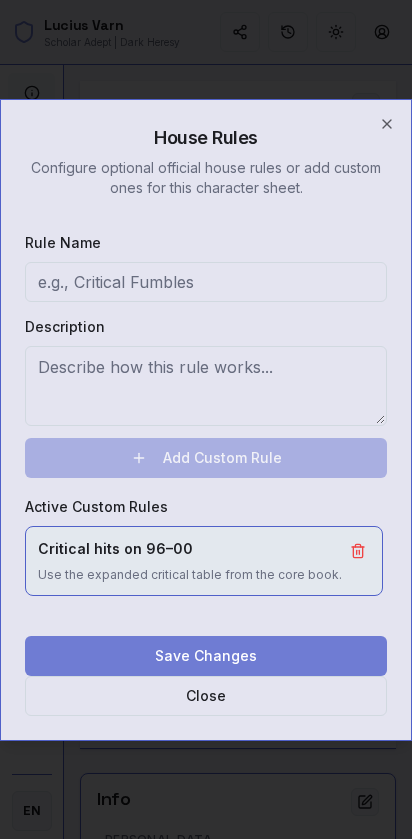 Lucius Varn
Scholar Adept | Dark Heresy
House Rules
Configure optional official house rules or add custom
ones for this character sheet.
Rule Name
e.g., Critical Fumbles
Description
Describe how this rule works...
Add Custom Rule
Active Custom Rules
Critical hits on 96–00
Use the expanded critical table from the core book.
Save Changes
Close
Info
EN
PERSONAL DATA